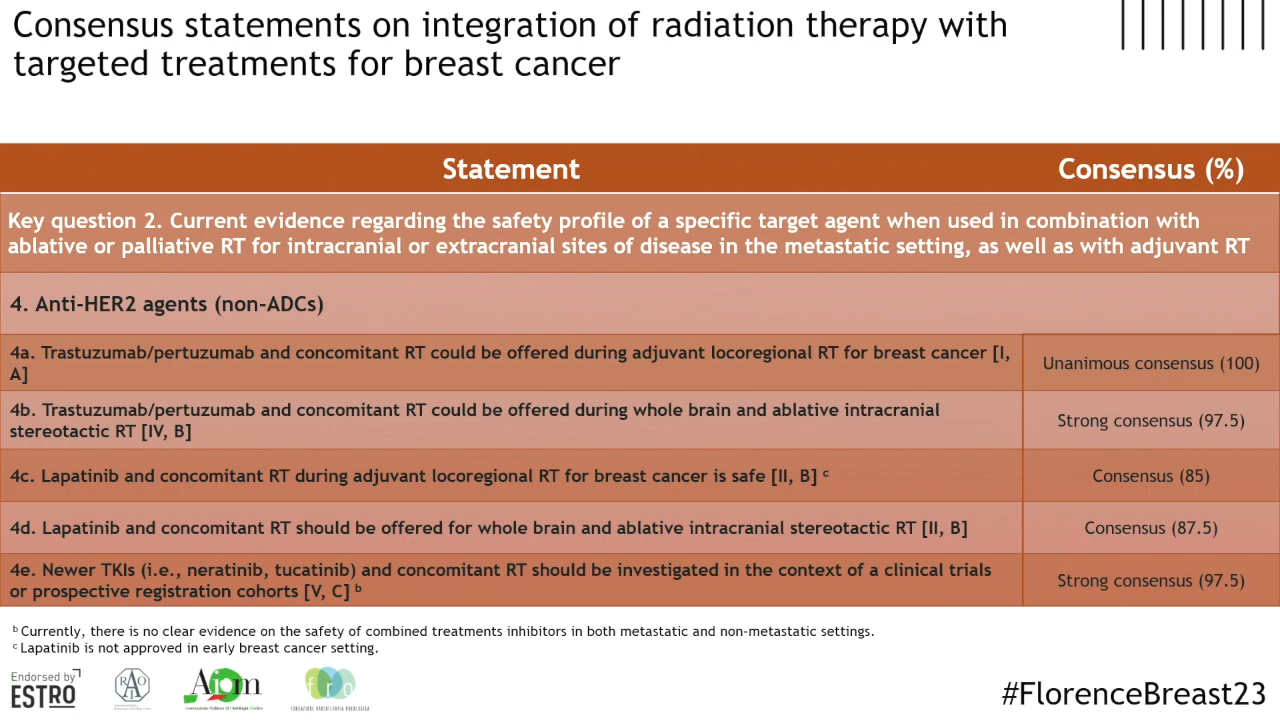 Consensus statements on integration of radiation therapy with
targeted treatments for breast cancer
Statement
Consensus (%)
Key question 2. Current evidence regarding the safety profile of a specific target agent when used in combination with
ablative or palliative RT for intracranial or extracranial sites of disease in the metastatic setting, as well as with adjuvant RT
4. Anti-HER2 agents (non-ADCs)
4a. Trastuzumab/pertuzumab and concomitant RT could be offered during adjuvant locoregional RT for breast cancer [I,
A]
Unanimous consensus (100)
4b. Trastuzumab/pertuzumab and concomitant RT could be offered during whole brain and ablative intracranial
stereotactic RT [IV, B]
Strong consensus (97.5)
4c. Lapatinib and concomitant RT during adjuvant locoregional RT for breast cancer is safe [II, B] c
Consensus (85)
4d. Lapatinib and concomitant RT should be offered for whole brain and ablative intracranial stereotactic RT [II, B]
Consensus (87.5)
4e. Newer TKIs (i.e., neratinib, tucatinib) and concomitant RT should be investigated in the context of a clinical trials
or prospective registration cohorts [V, C] b
Strong consensus (97.5)
b Currently, there is no clear evidence on the safety of combined treatments inhibitors in both metastatic and non-metastatic settings.
c Lapatinib is not approved in early breast cancer setting.
Endorsed by
ESTRO
Aiom
fro
FONDAZIONE RADIOTERAPIA ONCOLOGICA
#FlorenceBreast23